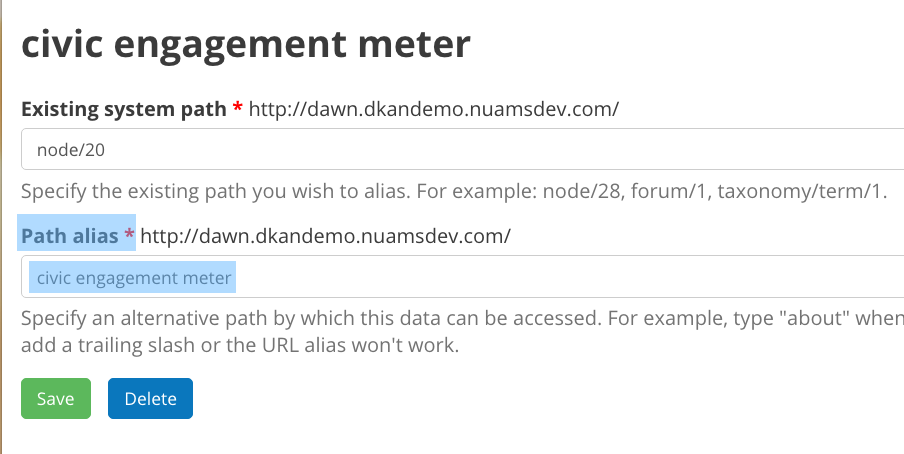 civic engagement meter
Existing system path * http://dawn.dkandemo.nuamsdev.com/
node/20
Specify the existing path you wish to alias. For example: node/28, forum/1, taxonomy/term/1.
Path alias * http://dawn.dkandemo.nuamsdev.com/
civic engagement meter
Specify an alternative path by which this data can be accessed. For example, type "about" when
add a trailing slash or the URL alias won't work.
Save Delete